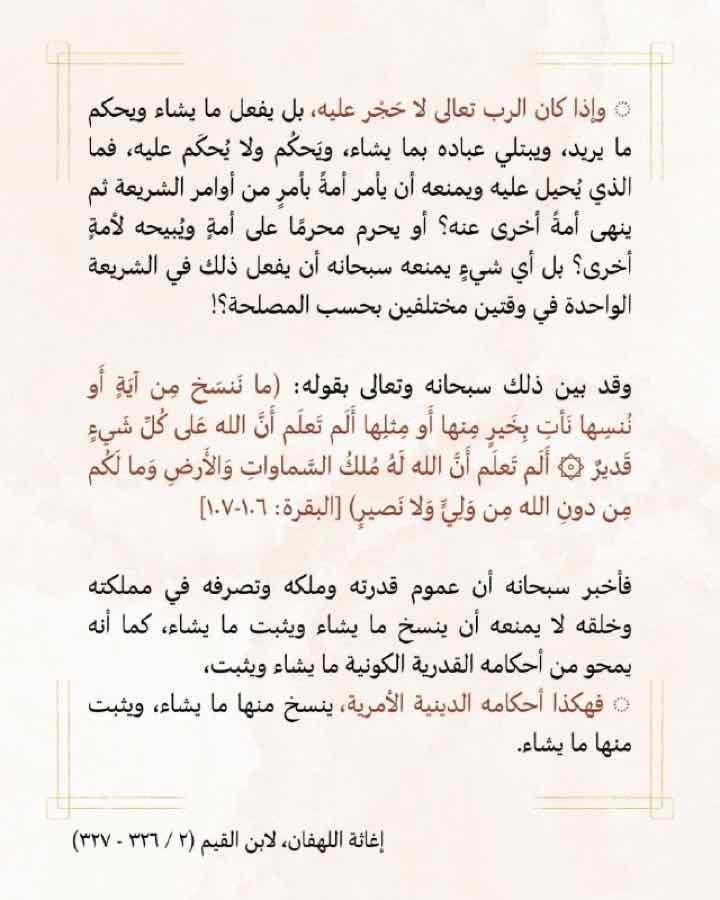 وإذا كان الرب تعالى لا حَجْر عليه، بل يفعل ما يشاء ويحكم
ما يريد، ويبتلي عباده بما يشاء، ويَحكُم ولا يُحكَم عليه، فما
الذي يُحيل عليه ويمنعه أن يأمر أمةً بأمرٍ من أوامر الشريعة ثم
ينهى أمةً أخرى عنه؟ أو يحرم محرمًا على أمةٍ ويُبيحه لأمةٍ
أخرى؟ بل أي شيءٍ يمنعه سبحانه أن يفعل ذلك في الشريعة
الواحدة في وقتين مختلفين بحسب المصلحة؟!
وقد بين ذلك سبحانه وتعالى بقوله: (ما نَنسَخ مِن آيَةٍ أَو
نُنسِها نَأتِ بِخَيرٍ مِنها أَو مِثلِها أَلَم تَعلَم أَنَّ الله عَلى كُلِّ شَيءٍ
قَديرٌ ۞ أَلَم تَعلَم أَنَّ الله لَهُ مُلكُ السَّماواتِ وَالأَرضِ وَما لَكُم
مِن دونِ الله مِن وَلِيٍّ وَلا نَصيرٍ) [البقرة: ١٠٦-١٠٧]
فأخبر سبحانه أن عموم قدرته وملكه وتصرفه في مملكته
وخلقه لا يمنعه أن ينسخ ما يشاء ويثبت ما يشاء، كما أنه
يمحو من أحكامه القدرية الكونية ما يشاء ويثبت،
فهكذا أحكامه الدينية الأمرية، ينسخ منها ما يشاء، ويثبت
منها ما يشاء.
إغاثة اللهفان، لابن القيم (٢ / ٣٢٦ - ٣٢٧)